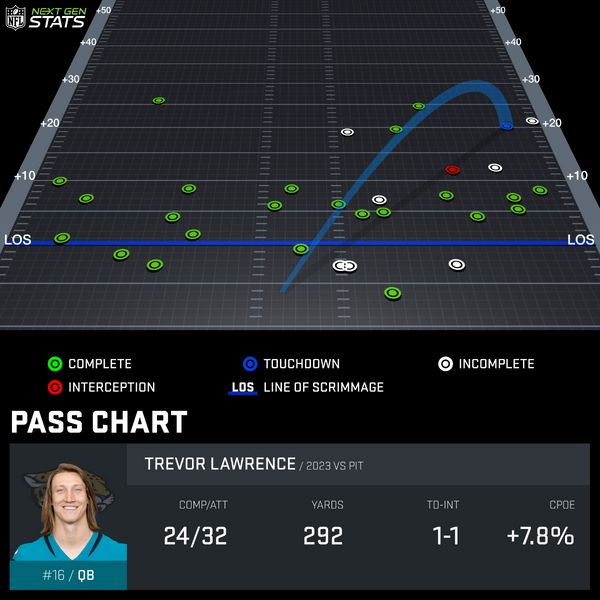 NFL NEXT GEN STATS
+50 +50
+40 +40
+30 +30
+20 +20
+10 +10
LOS LOS
COMPLETE TOUCHDOWN INCOMPLETE
INTERCEPTION LOS LINE OF SCRIMMAGE
PASS CHART
TREVOR LAWRENCE / 2023 VS PIT
COMP/ATT YARDS TD-INT CPOE
24/32 292 1-1 +7.8%
#16 / QB